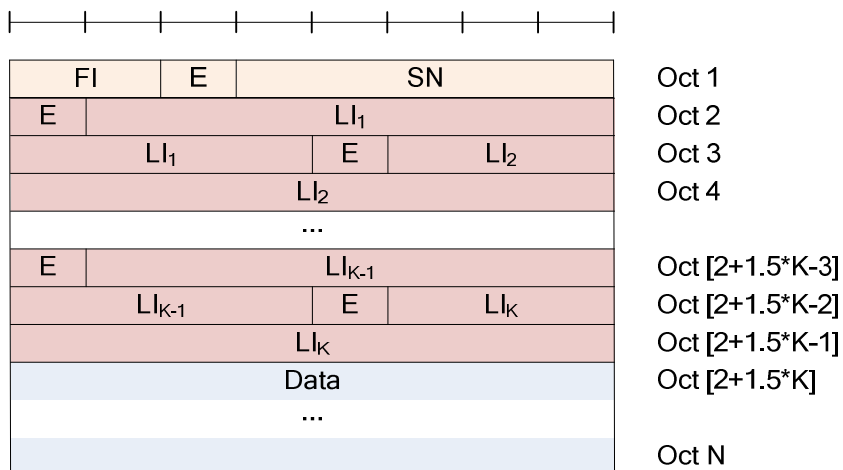 FI E SN Oct 1
E LI₁ Oct 2
LI₁ E LI₂ Oct 3
LI₂ Oct 4
...
E LIK-1 Oct [2+1.5*K-3]
LIK-1 E LIK Oct [2+1.5*K-2]
LIK Oct [2+1.5*K-1]
Data Oct [2+1.5*K]
...
Oct N